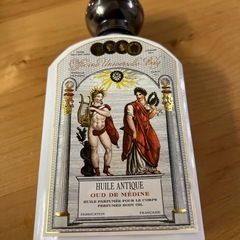 L'Officine Universelle Buly
HUILE ANTIQUE
OUD DE MÉDINE
HUILE PARFUMÉE POUR LE CORPS
PERFUMED BODY OIL
FABRICATION FRANÇAISE